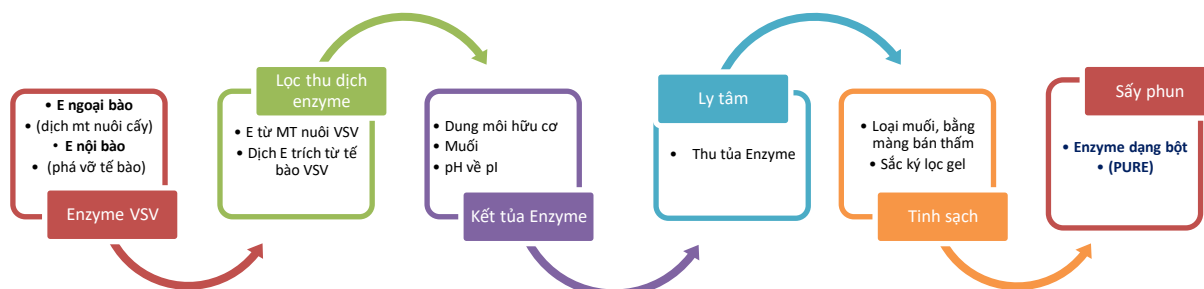 • E ngoại bào
•(dịch mt nuôi cấy)
• E nội bào
•(phá vỡ tế bào)
Enzyme VSV
Lọc thu dịch
enzyme
• E từ MT nuôi VSV
• Dịch E trích từ tế
bào VSV
• Dung môi hữu cơ
• Muối
• pH về pI
Kết tủa Enzyme
Ly tâm
• Thu tủa Enzyme
• Loại muối, bằng
màng bán thấm
• Sắc ký lọc gel
Tinh sạch
Sấy phun
• Enzyme dạng bột
• (PURE)